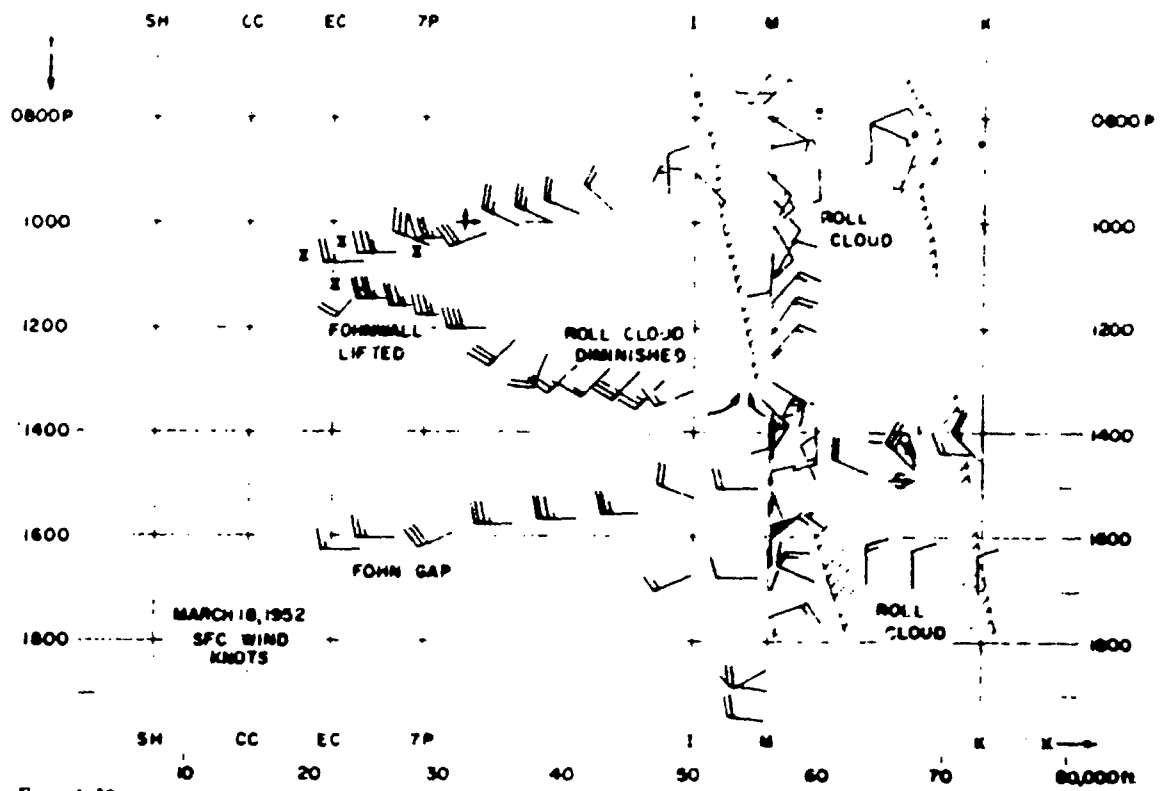 SH CC EC 7P I M K
0800P 0800P
ROLL
CLOUD
1000 1000
FOHNWALL
LIFTED
ROLL CLOUD
DIMINISHED
1200 1200
1400 1400
1600 1600
FOHN GAP
MARCH 18, 1952
SFC WIND
KNOTS
ROLL
CLOUD
1800 1800
SH CC EC 7P I M K X
10 20 30 40 50 60 70 80,000ft